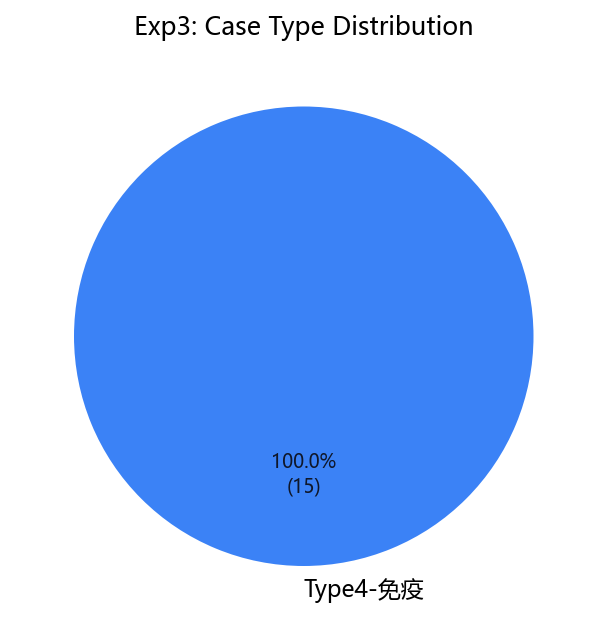 Exp3: Case Type Distribution
100.0%
(15)
Type4-免疫